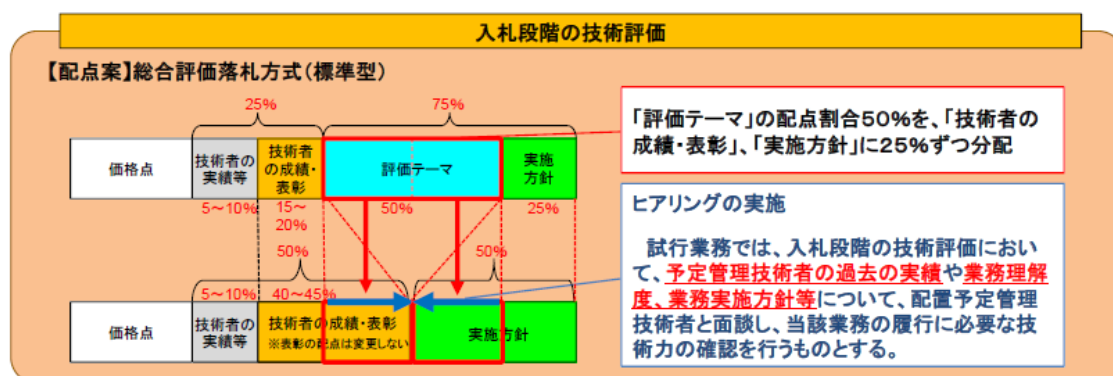 入札段階の技術評価
【配点案】総合評価落札方式(標準型)
25%
75%
価格点
技術者の
実績等
技術者
の成績・
表彰
評価テーマ
実施
方針
5~10%
15~
20%
50%
25%
50%
50%
5~10%
40~45%
価格点
技術者の
実績等
技術者の成績・表彰
※表彰の配点は変更しない
実施方針
「評価テーマ」の配点割合50%を、「技術者の
成績・表彰」、「実施方針」に25%ずつ分配
ヒアリングの実施
試行業務では、入札段階の技術評価におい
て、予定管理技術者の過去の実績や業務理解
度、業務実施方針等について、配置予定管理
技術者と面談し、当該業務の履行に必要な技
術力の確認を行うものとする。